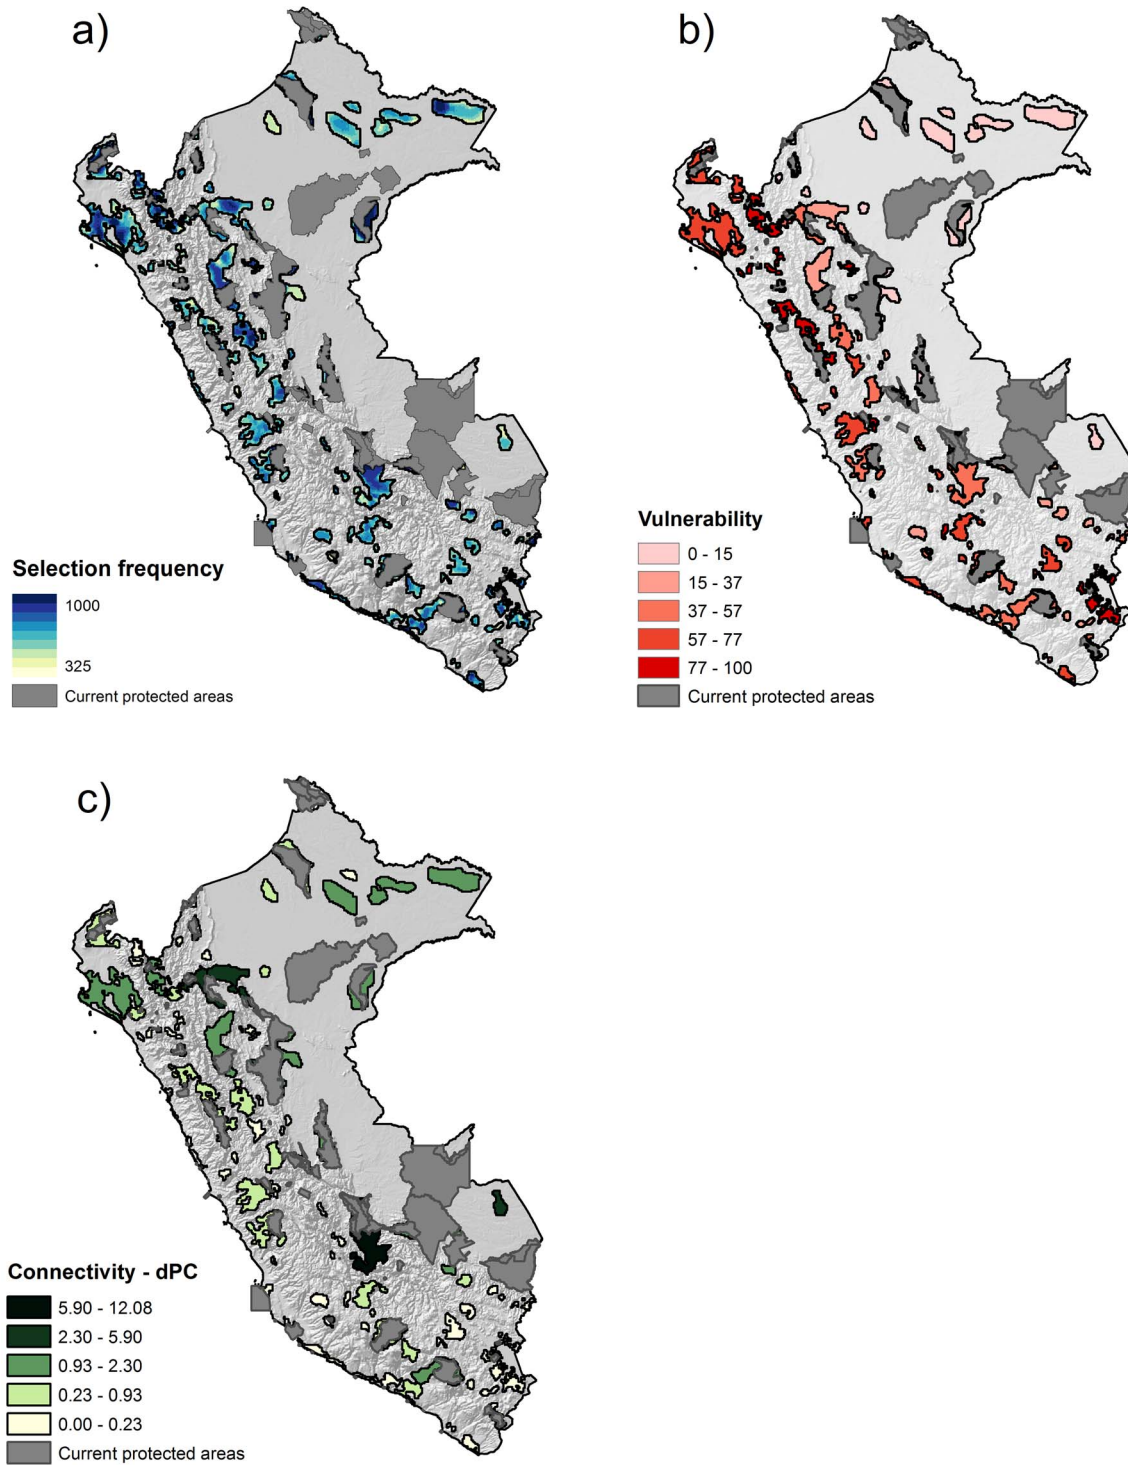 a)
Selection frequency
1000
325
Current protected areas
b)
Vulnerability
0 - 15
15 - 37
37 - 57
57 - 77
77 - 100
Current protected areas
c)
Connectivity - dPC
5.90 - 12.08
2.30 - 5.90
0.93 - 2.30
0.23 - 0.93
0.00 - 0.23
Current protected areas